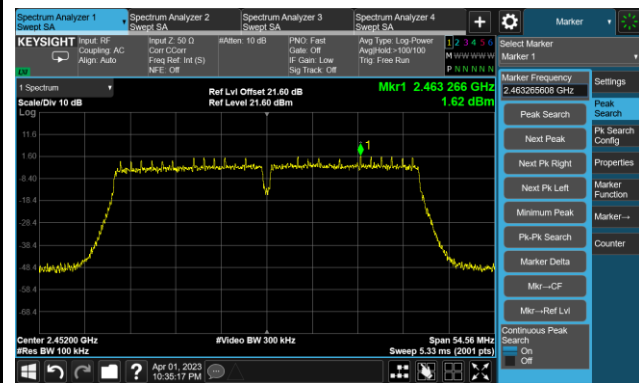 Spectrum Analyzer 1
Swept SA
Spectrum Analyzer 2
Swept SA
Spectrum Analyzer 3
Swept SA
Spectrum Analyzer 4
Swept SA
+
Marker
KEYSIGHT
Input: RF
Coupling: AC
Align: Auto
Input Z: 50 Ω
Corr CCorr
Freq Ref: Int (S)
NFE: Off
#Atten: 10 dB
PNO: Fast
Gate: Off
IF Gain: Low
Sig Track: Off
Avg Type: Log-Power
Avg|Hold:>100/100
Trig: Free Run
1 2 3 4 5 6
M W W W W W
P N N N N N
LXI
Select Marker
Marker 1
1 Spectrum
Scale/Div 10 dB
Log
Ref Lvl Offset 21.60 dB
Ref Level 21.60 dBm
Mkr1 2.463 266 GHz
1.62 dBm
11.6
1.60
-8.40
-18.4
-28.4
-38.4
-48.4
-58.4
-68.4
1
Center 2.45200 GHz
#Res BW 100 kHz
#Video BW 300 kHz
Span 54.56 MHz
Sweep 5.33 ms (2001 pts)
Marker Frequency
2.463265608 GHz
Peak Search
Next Peak
Next Pk Right
Next Pk Left
Minimum Peak
Pk-Pk Search
Marker Delta
Mkr→CF
Mkr→Ref Lvl
Continuous Peak
Search
On
Off
Settings
Peak
Search
Pk Search
Config
Properties
Marker
Function
Marker→
Counter
?
Apr 01, 2023
10:35:17 PM